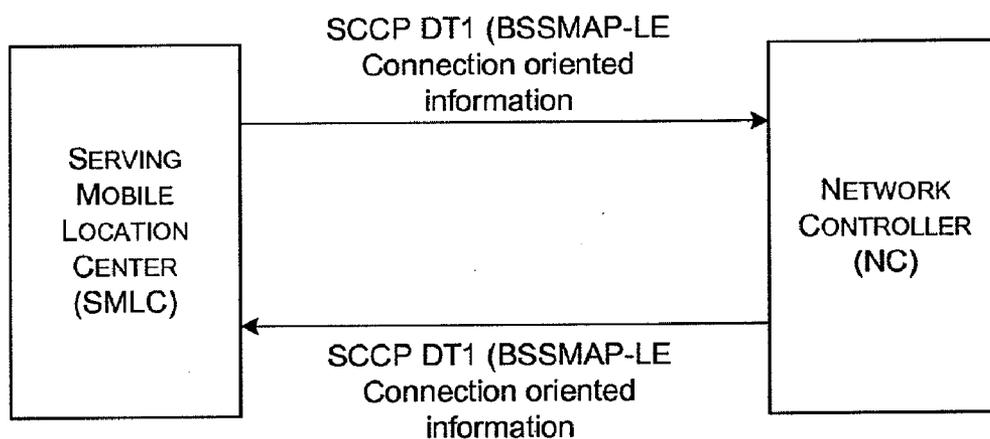 SCCP DT1 (BSSMAP-LE
Connection oriented
information
SERVING
MOBILE
LOCATION
CENTER
(SMLC)
NETWORK
CONTROLLER
(NC)
SCCP DT1 (BSSMAP-LE
Connection oriented
information